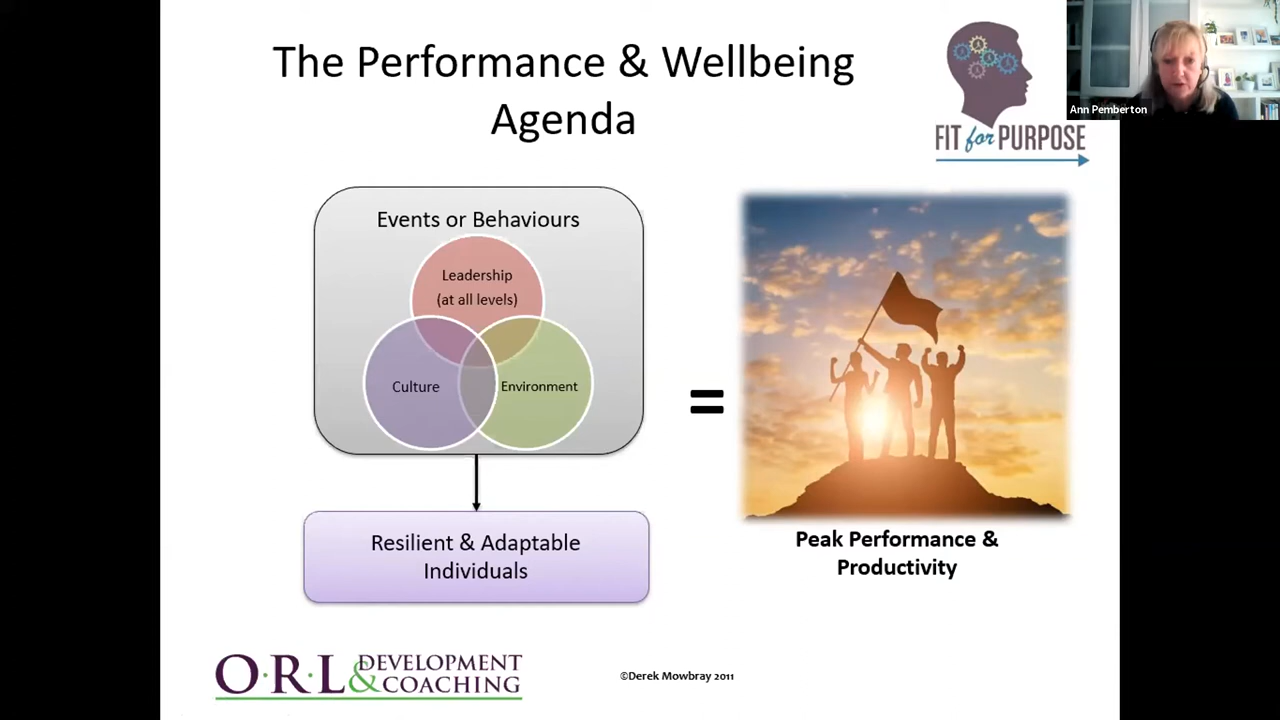 The Performance & Wellbeing
Agenda
FIT for PURPOSE
Ann Pemberton
Events or Behaviours
Leadership
(at all levels)
Culture
Environment
=
Resilient & Adaptable
Individuals
Peak Performance &
Productivity
O·R·L DEVELOPMENT
& COACHING
©Derek Mowbray 2011